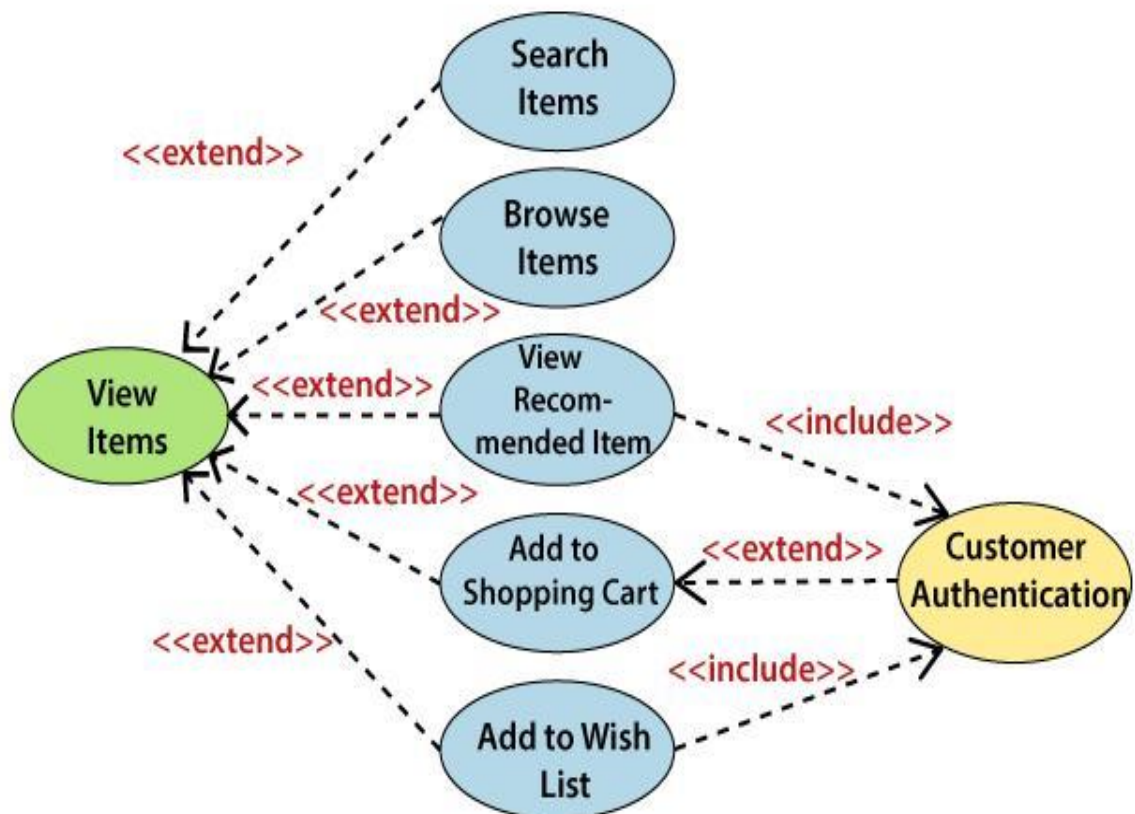 Search
Items
<<extend>>
Browse
Items
<<extend>>
View
Recom-
mended Item
<<extend>>
<<include>>
View
Items
<<extend>>
Add to
Shopping Cart
<<extend>>
Customer
Authentication
<<extend>>
<<include>>
Add to Wish
List